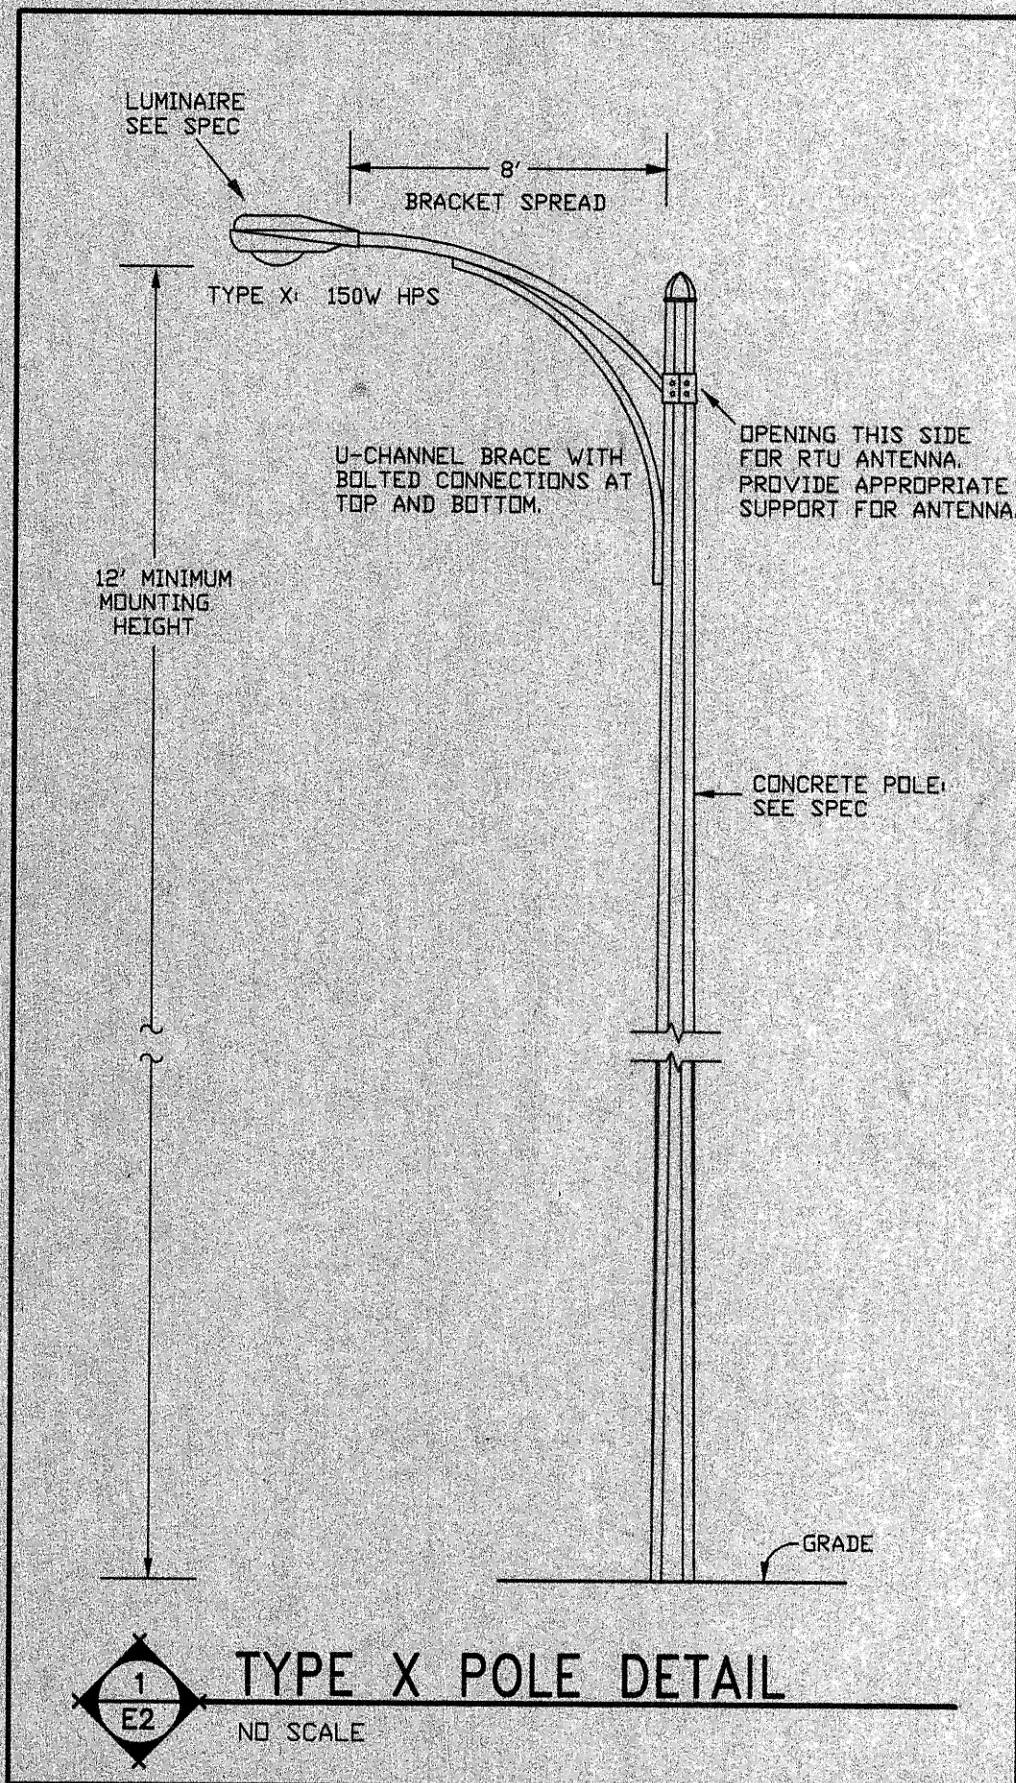 LUMINAIRE
SEE SPEC
8'
BRACKET SPREAD
TYPE X: 150W HPS
U-CHANNEL BRACE WITH
BOLTED CONNECTIONS AT
TOP AND BOTTOM.
OPENING THIS SIDE
FOR RTU ANTENNA.
PROVIDE APPROPRIATE
SUPPORT FOR ANTENNA.
12' MINIMUM
MOUNTING
HEIGHT
CONCRETE POLE:
SEE SPEC
GRADE
1
E2
TYPE X POLE DETAIL
NO SCALE